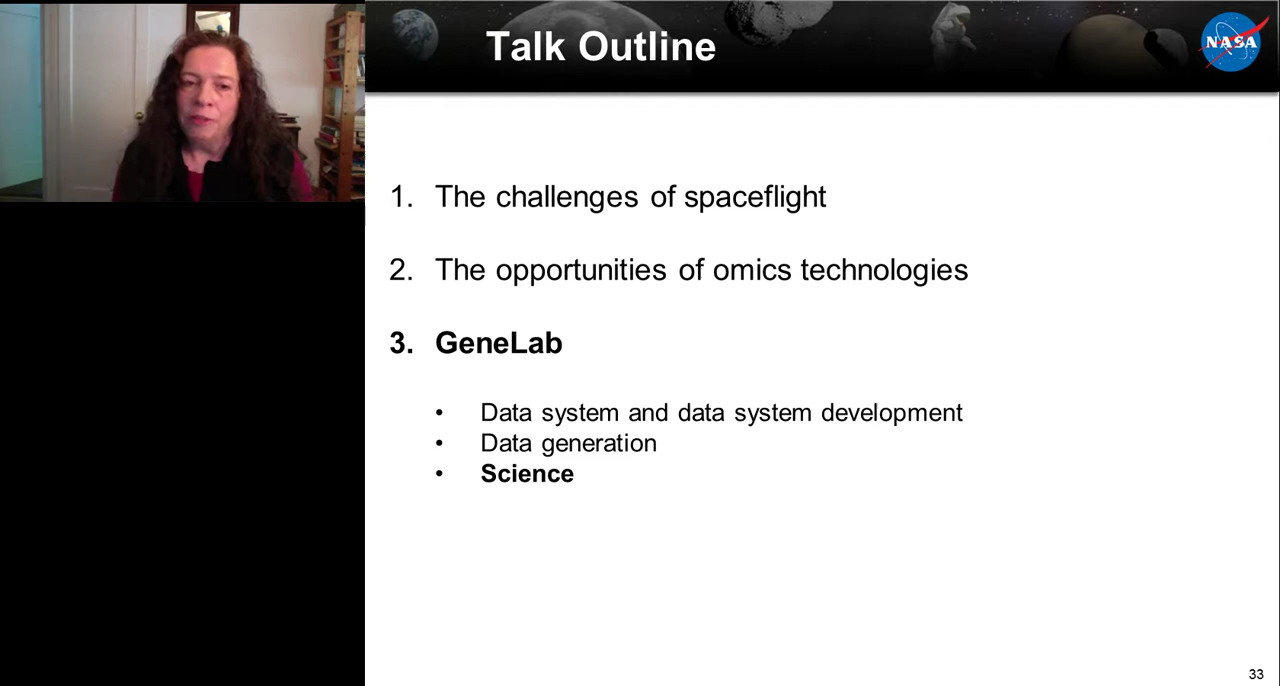 Talk Outline
NASA
1. The challenges of spaceflight
2. The opportunities of omics technologies
3. GeneLab
• Data system and data system development
• Data generation
• Science
33